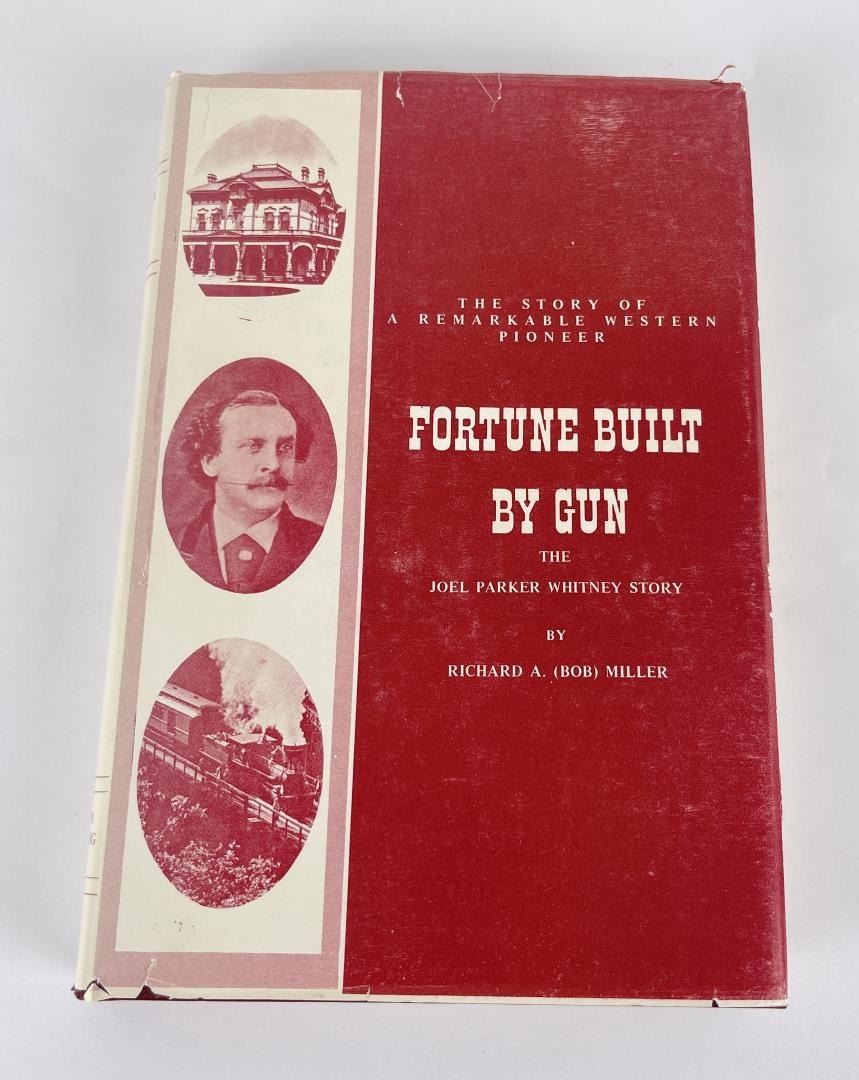 THE STORY OF
A REMARKABLE WESTERN
PIONEER
FORTUNE BUILT
BY GUN
THE
JOEL PARKER WHITNEY STORY
BY
RICHARD A. (BOB) MILLER